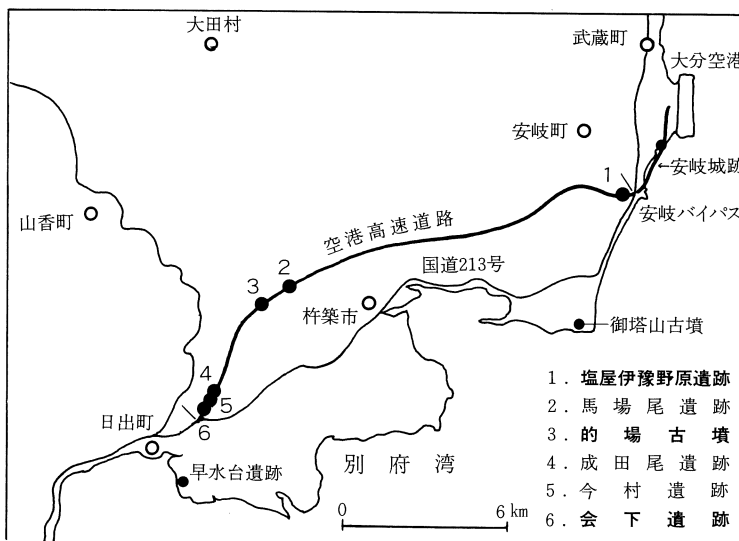 大田村
武蔵町
大分空港
安岐町
←安岐城跡
1
安岐バイパス
山香町
空港高速道路
国道213号
2
3
杵築市
御塔山古墳
4
5
6
日出町
早水台遺跡
別府湾
0 6km
1．塩屋伊豫野原遺跡
2．馬場尾遺跡
3．的場古墳
4．成田尾遺跡
5．今村遺跡
6．会下遺跡